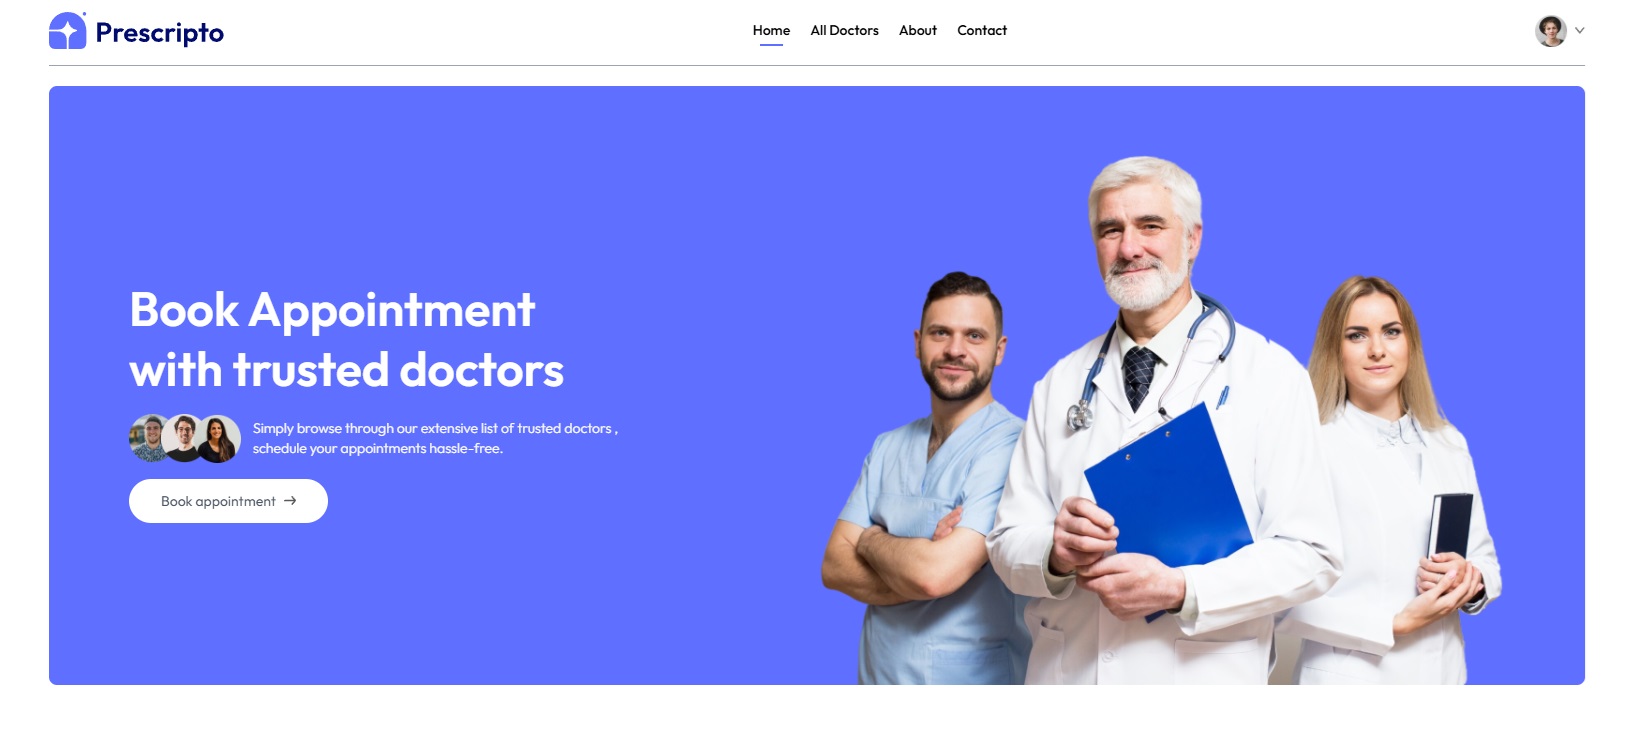 Prescripto
Home
All Doctors
About
Contact
Book Appointment
with trusted doctors
Simply browse through our extensive list of trusted doctors ,
schedule your appointments hassle-free.
Book appointment →